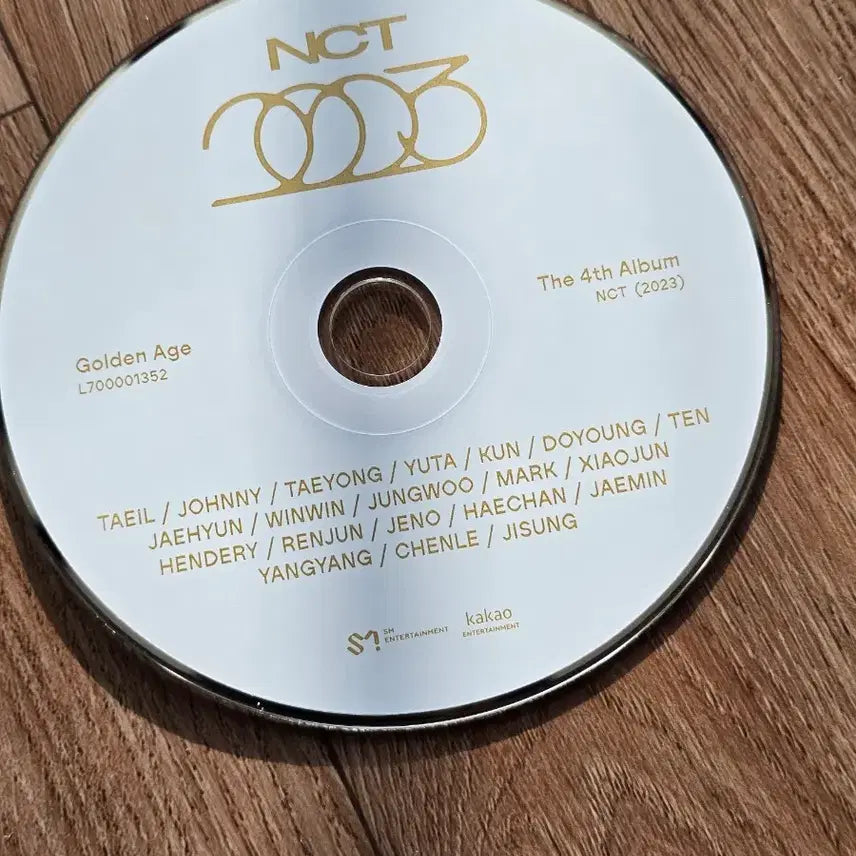 NCT
2023
The 4th Album
NCT (2023)
Golden Age
L700001352
TAEIL / JOHNNY / TAEYONG / YUTA / KUN / DOYOUNG / TEN
JAEHYUN / WINWIN / JUNGWOO / MARK / XIAOJUN
HENDERY / RENJUN / JENO / HAECHAN / JAEMIN
YANGYANG / CHENLE / JISUNG
SM
ENTERTAINMENT
kakao
ENTERTAINMENT